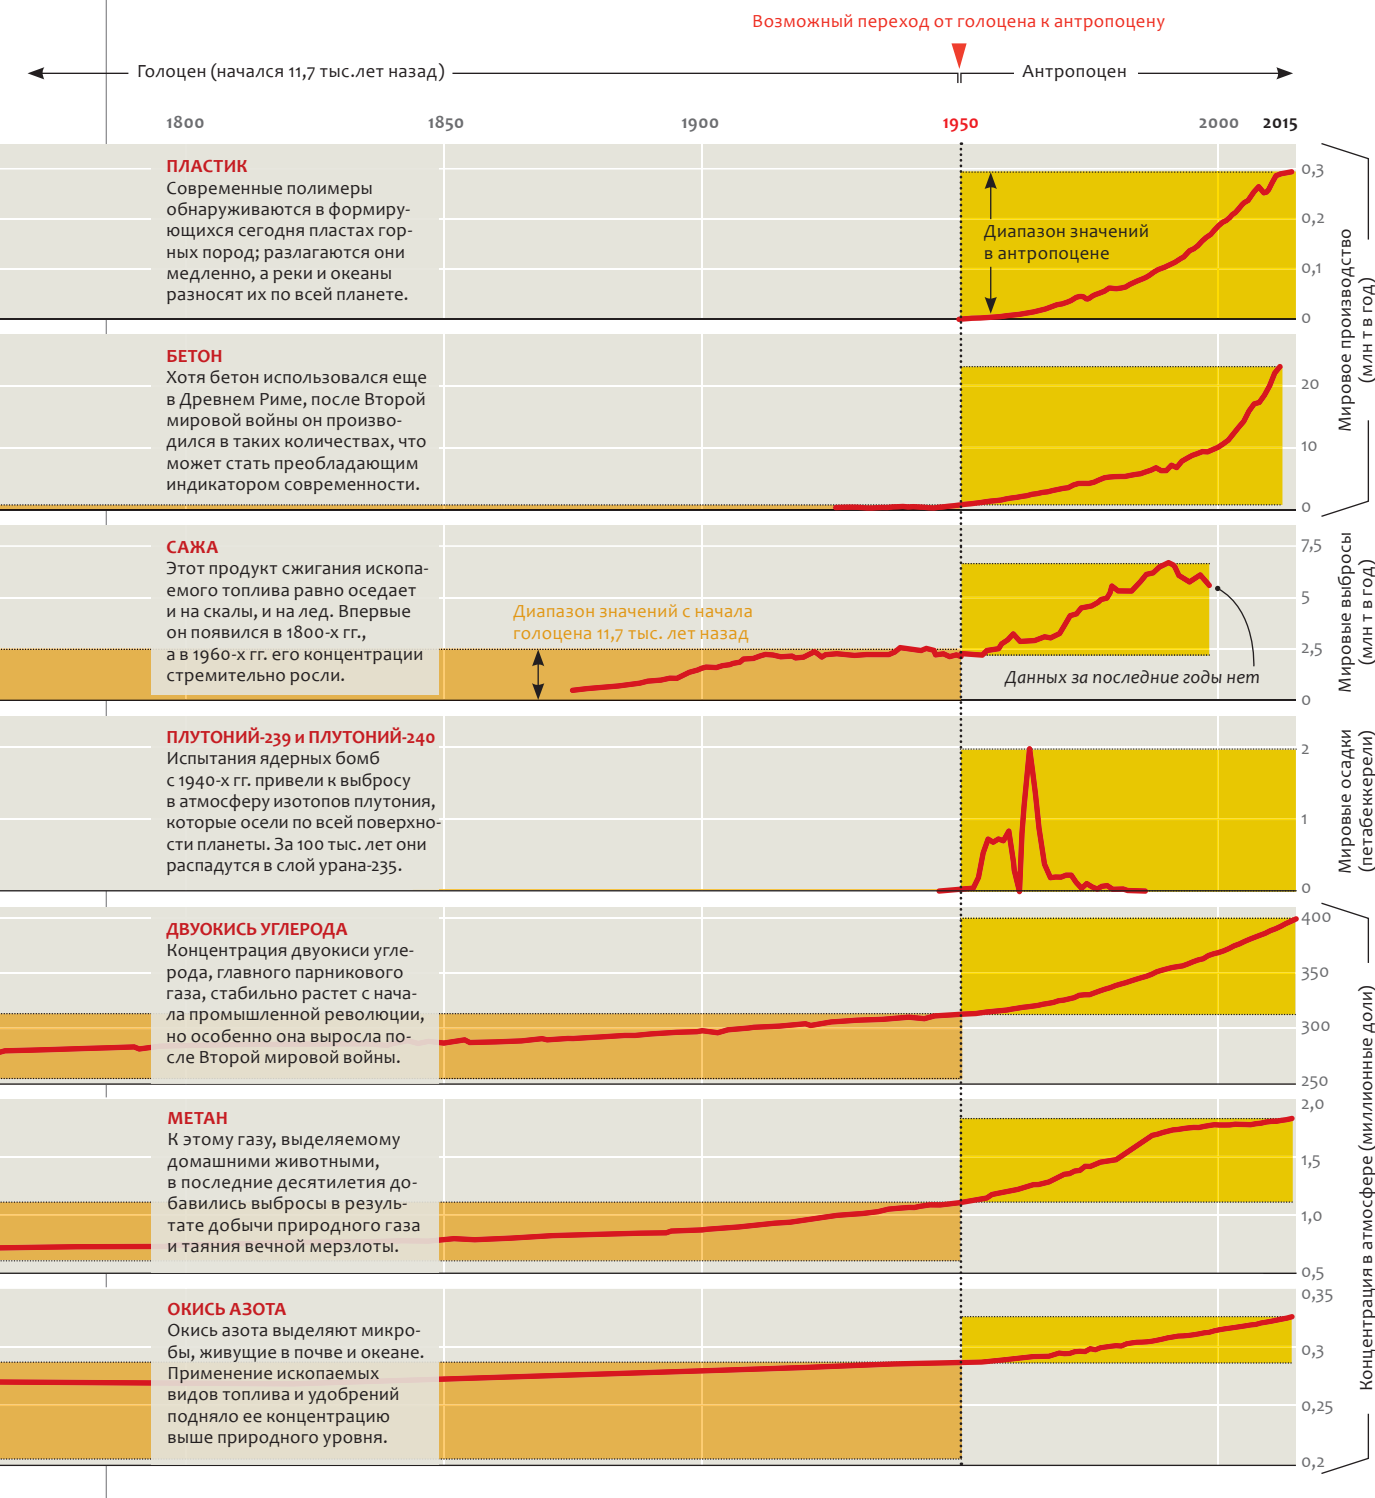 Возможный переход от голоцена к антропоцену
Голоцен (начался 11,7 тыс.лет назад)
Антропоцен
1800
1850
1900
1950
2000
2015
ПЛАСТИК
Современные полимеры
обнаруживаются в формиру-
ющихся сегодня пластах гор-
ных пород; разлагаются они
медленно, а реки и океаны
разносят их по всей планете.
Диапазон значений
в антропоцене
0,3
0,2
0,1
0
Мировое производство
(млн т в год)
БЕТОН
Хотя бетон использовался еще
в Древнем Риме, после Второй
мировой войны он произво-
дился в таких количествах, что
может стать преобладающим
индикатором современности.
20
10
0
САЖА
Этот продукт сжигания ископа-
емого топлива равно оседает
и на скалы, и на лед. Впервые
он появился в 1800-х гг.,
а в 1960-х гг. его концентрации
стремительно росли.
Диапазон значений с начала
голоцена 11,7 тыс. лет назад
Данных за последние годы нет
7,5
5
2,5
0
Мировые выбросы
(млн т в год)
ПЛУТОНИЙ-239 и ПЛУТОНИЙ-240
Испытания ядерных бомб
с 1940-х гг. привели к выбросу
в атмосферу изотопов плутония,
которые осели по всей поверхно-
сти планеты. За 100 тыс. лет они
распадутся в слой урана-235.
2
1
0
Мировые осадки
(петабеккерели)
ДВУОКИСЬ УГЛЕРОДА
Концентрация двуокиси угле-
рода, главного парникового
газа, стабильно растет с нача-
ла промышленной революции,
но особенно она выросла по-
сле Второй мировой войны.
400
350
300
250
Концентрация в атмосфере (миллионные доли)
МЕТАН
К этому газу, выделяемому
домашними животными,
в последние десятилетия до-
бавились выбросы в резуль-
тате добычи природного газа
и таяния вечной мерзлоты.
2,0
1,5
1,0
0,5
ОКИСЬ АЗОТА
Окись азота выделяют микро-
бы, живущие в почве и океане.
Применение ископаемых
видов топлива и удобрений
подняло ее концентрацию
выше природного уровня.
0,35
0,3
0,25
0,2